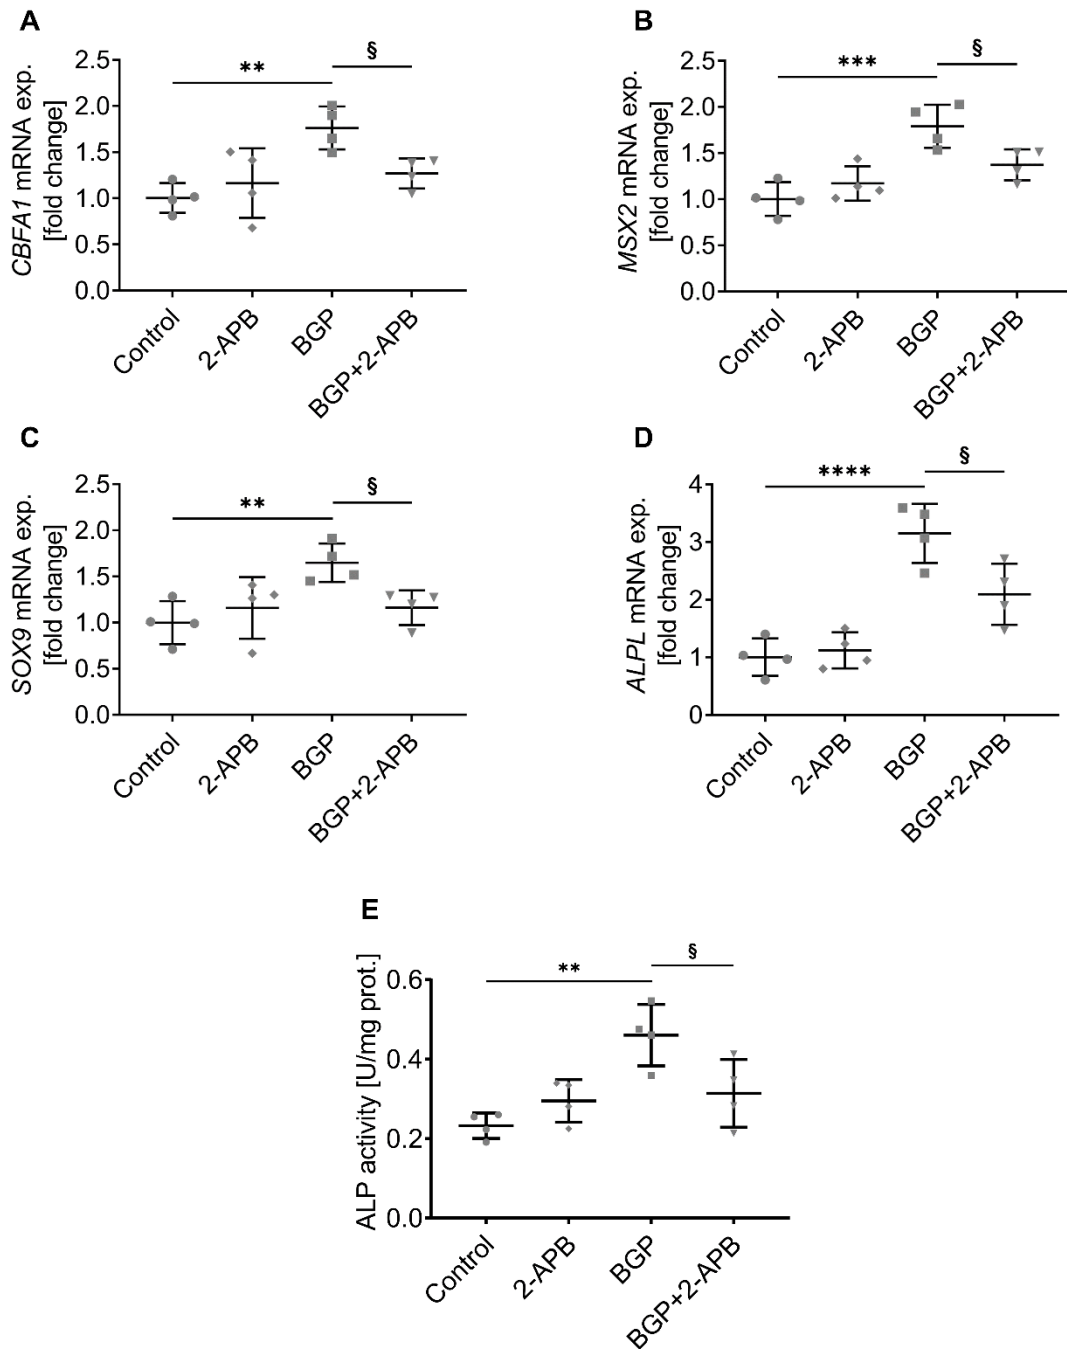 A
CBFA1 mRNA exp.
[fold change]
2.5
2.0
1.5
1.0
0.5
0.0
**
§
Control
2-APB
BGP
BGP+2-APB
B
MSX2 mRNA exp.
[fold change]
2.5
2.0
1.5
1.0
0.5
0.0
***
§
Control
2-APB
BGP
BGP+2-APB
C
SOX9 mRNA exp.
[fold change]
2.5
2.0
1.5
1.0
0.5
0.0
**
§
Control
2-APB
BGP
BGP+2-APB
D
ALPL mRNA exp.
[fold change]
4
3
2
1
0
****
§
Control
2-APB
BGP
BGP+2-APB
E
ALP activity [U/mg prot.]
0.6
0.4
0.2
0.0
**
§
Control
2-APB
BGP
BGP+2-APB